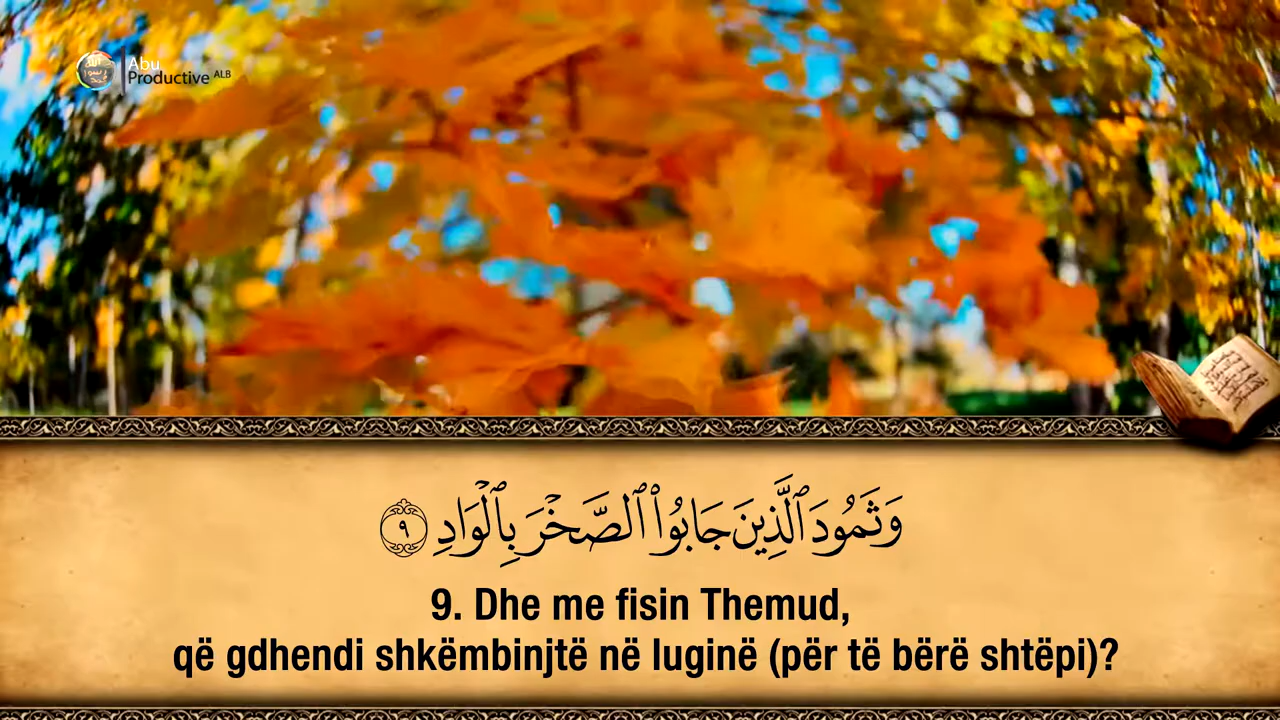 Abu
Productive ALB
وَثَمُودَ ٱلَّذِينَ جَابُوا۟ ٱلصَّخْرَ بِٱلْوَادِ ٩
9. Dhe me fisin Themud,
që gdhendi shkëmbinjtë në luginë (për të bërë shtëpi)?